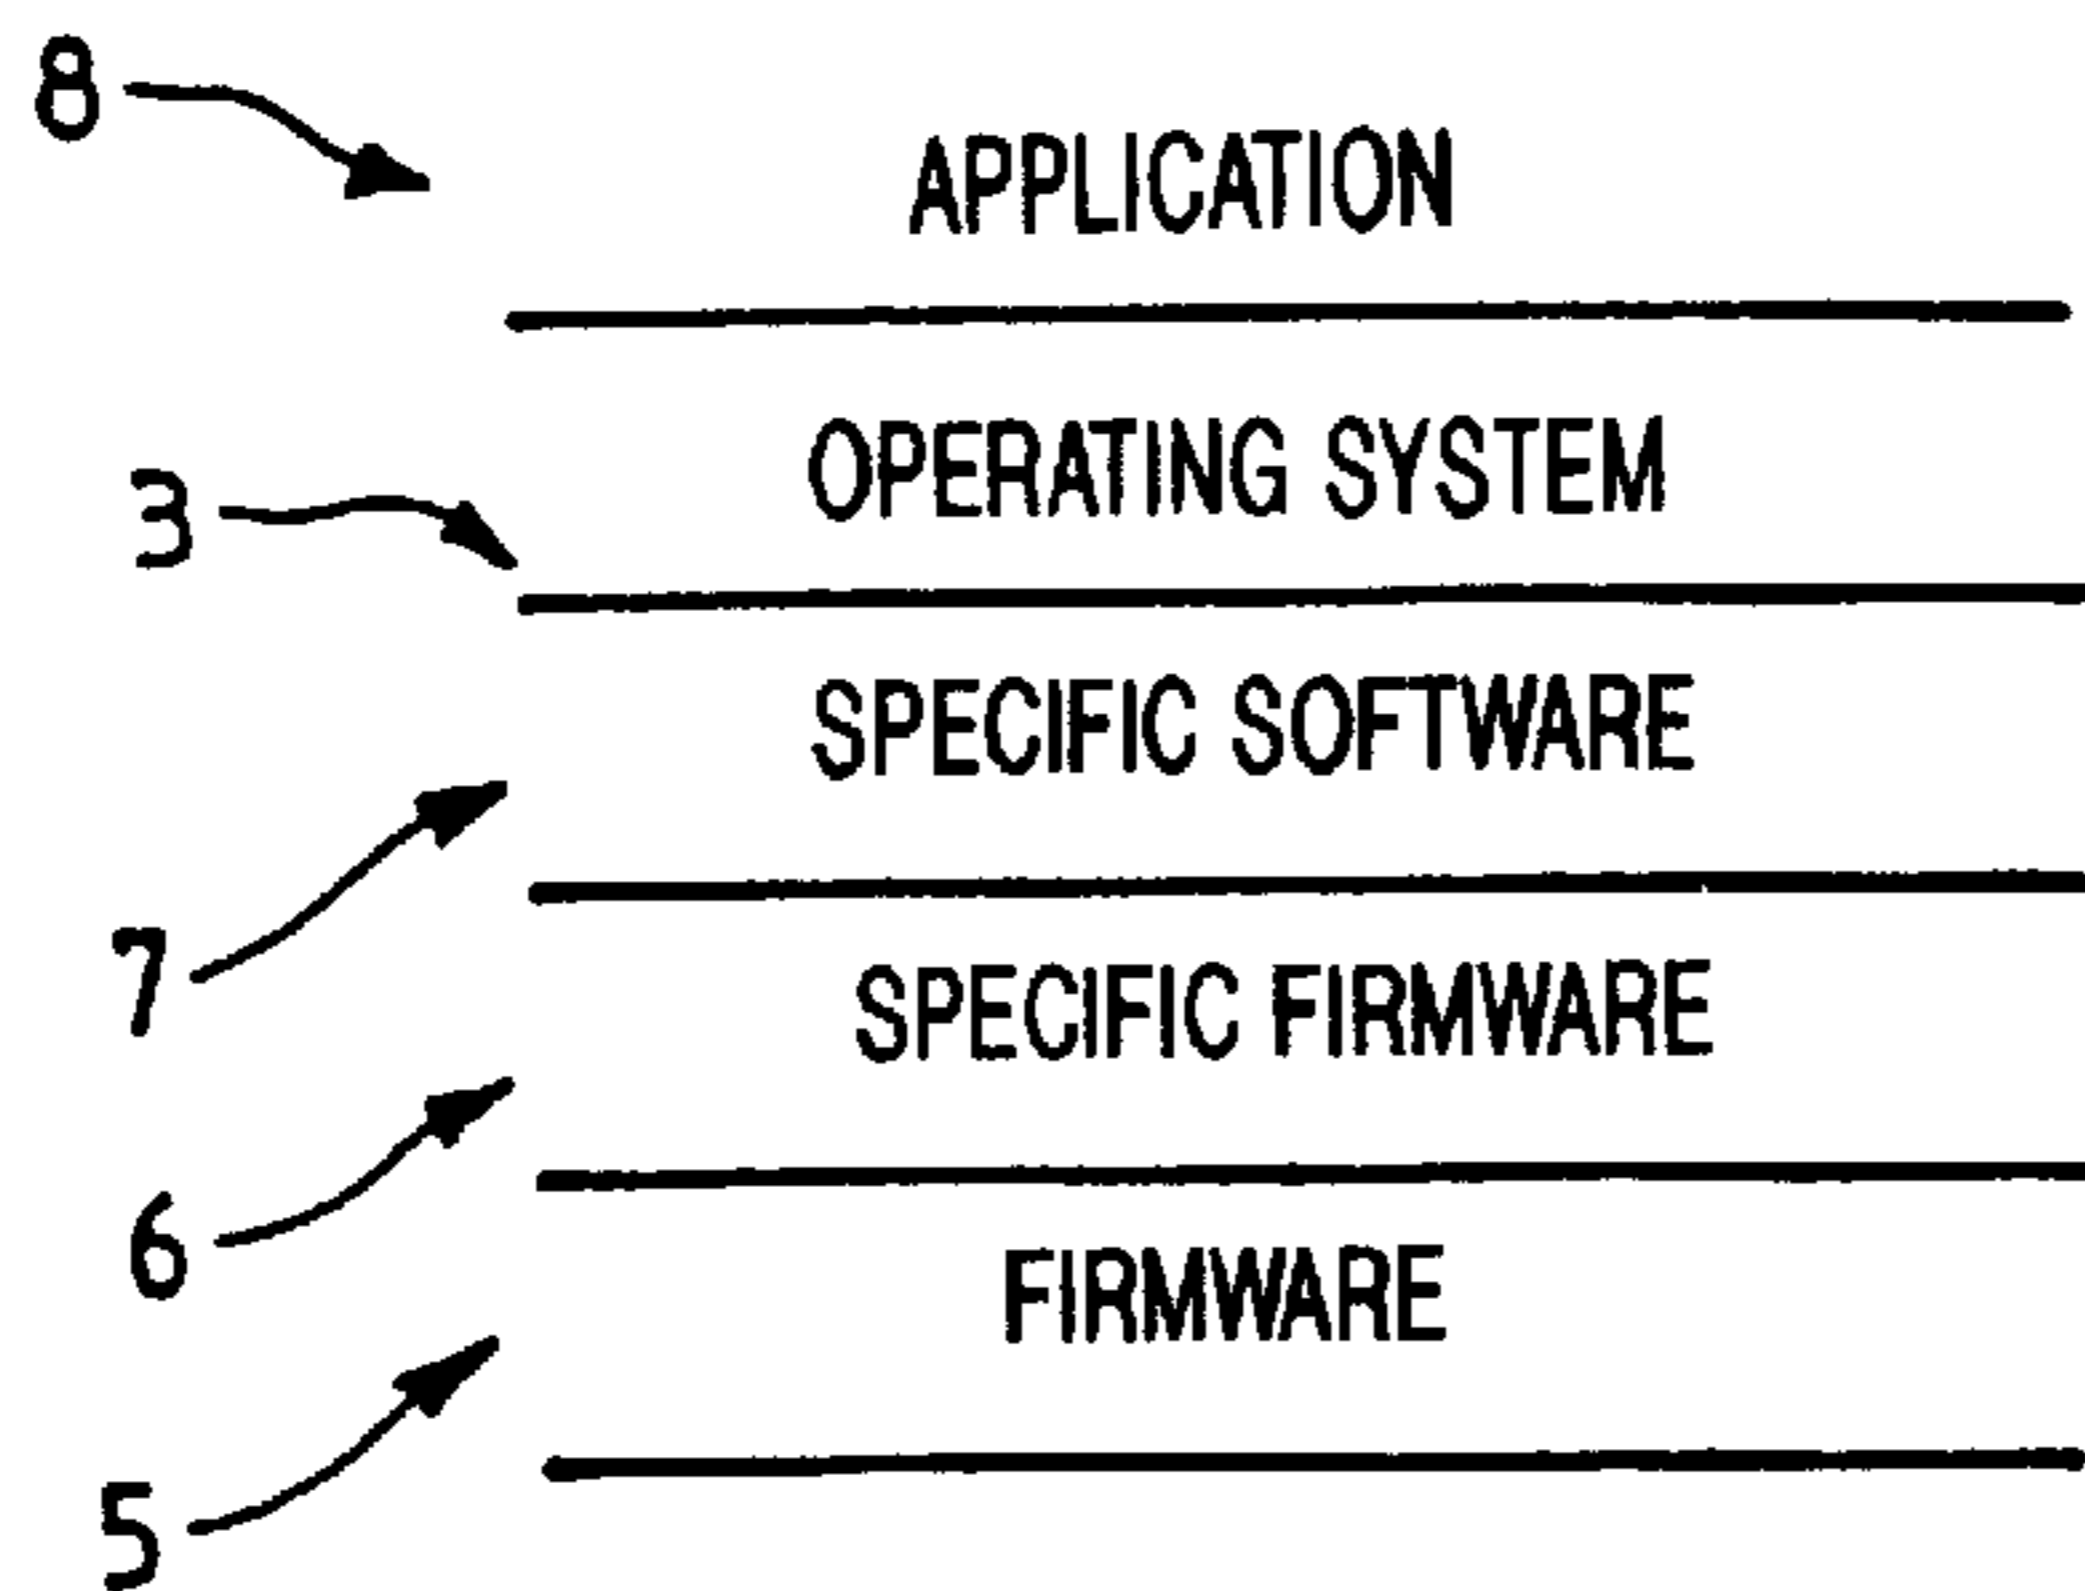 8
APPLICATION
3
OPERATING SYSTEM
SPECIFIC SOFTWARE
7
SPECIFIC FIRMWARE
6
FIRMWARE
5